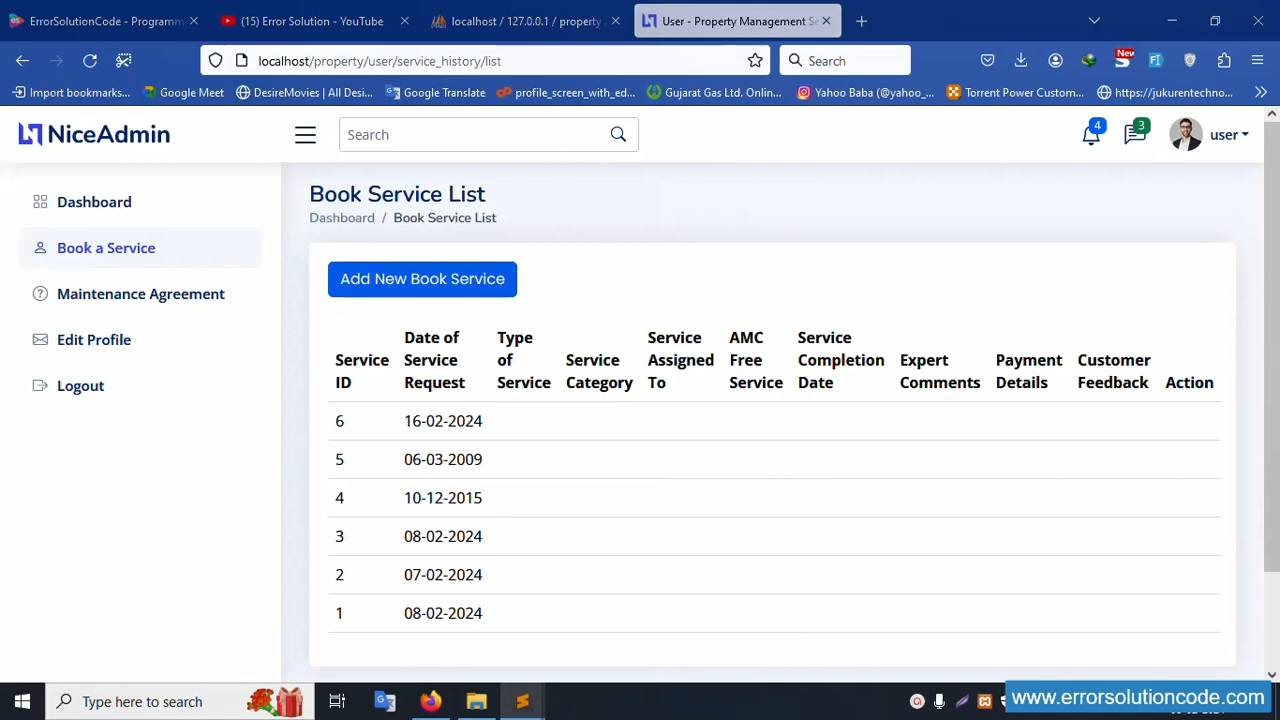 ErrorSolutionCode - Programm
(15) Error Solution - YouTube
localhost / 127.0.0.1 / property
User - Property Management Se
localhost/property/user/service_history/list
Search
New
Import bookmarks...
Google Meet
DesireMovies | All Desi...
Google Translate
profile_screen_with_ed...
Gujarat Gas Ltd. Onlin...
Yahoo Baba (@yahoo_...
Torrent Power Custom...
https://jukurentechno...
NiceAdmin
Search
4
3
user
Dashboard
Book a Service
Maintenance Agreement
Edit Profile
Logout
Book Service List
Dashboard / Book Service List
Add New Book Service
Service ID
Date of Service Request
Type of Service
Service Category
Service Assigned To
AMC Free Service
Service Completion Date
Expert Comments
Payment Details
Customer Feedback
Action
6 16-02-2024
5 06-03-2009
4 10-12-2015
3 08-02-2024
2 07-02-2024
1 08-02-2024
Type here to search
www.errorsolutioncode.com